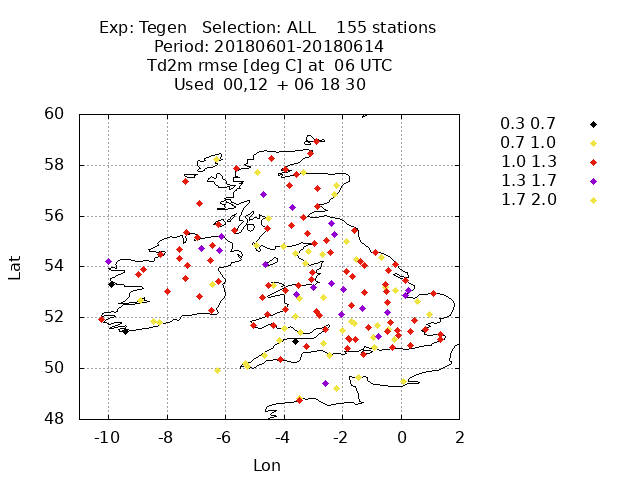 Exp: Tegen   Selection: ALL    155 stations
Period: 20180601-20180614
Td2m rmse [deg C] at  06 UTC
Used  00,12  + 06 18 30
60
58
56
54
52
50
48
-10 -8 -6 -4 -2 0 2
Lat
Lon
0.3 0.7
0.7 1.0
1.0 1.3
1.3 1.7
1.7 2.0